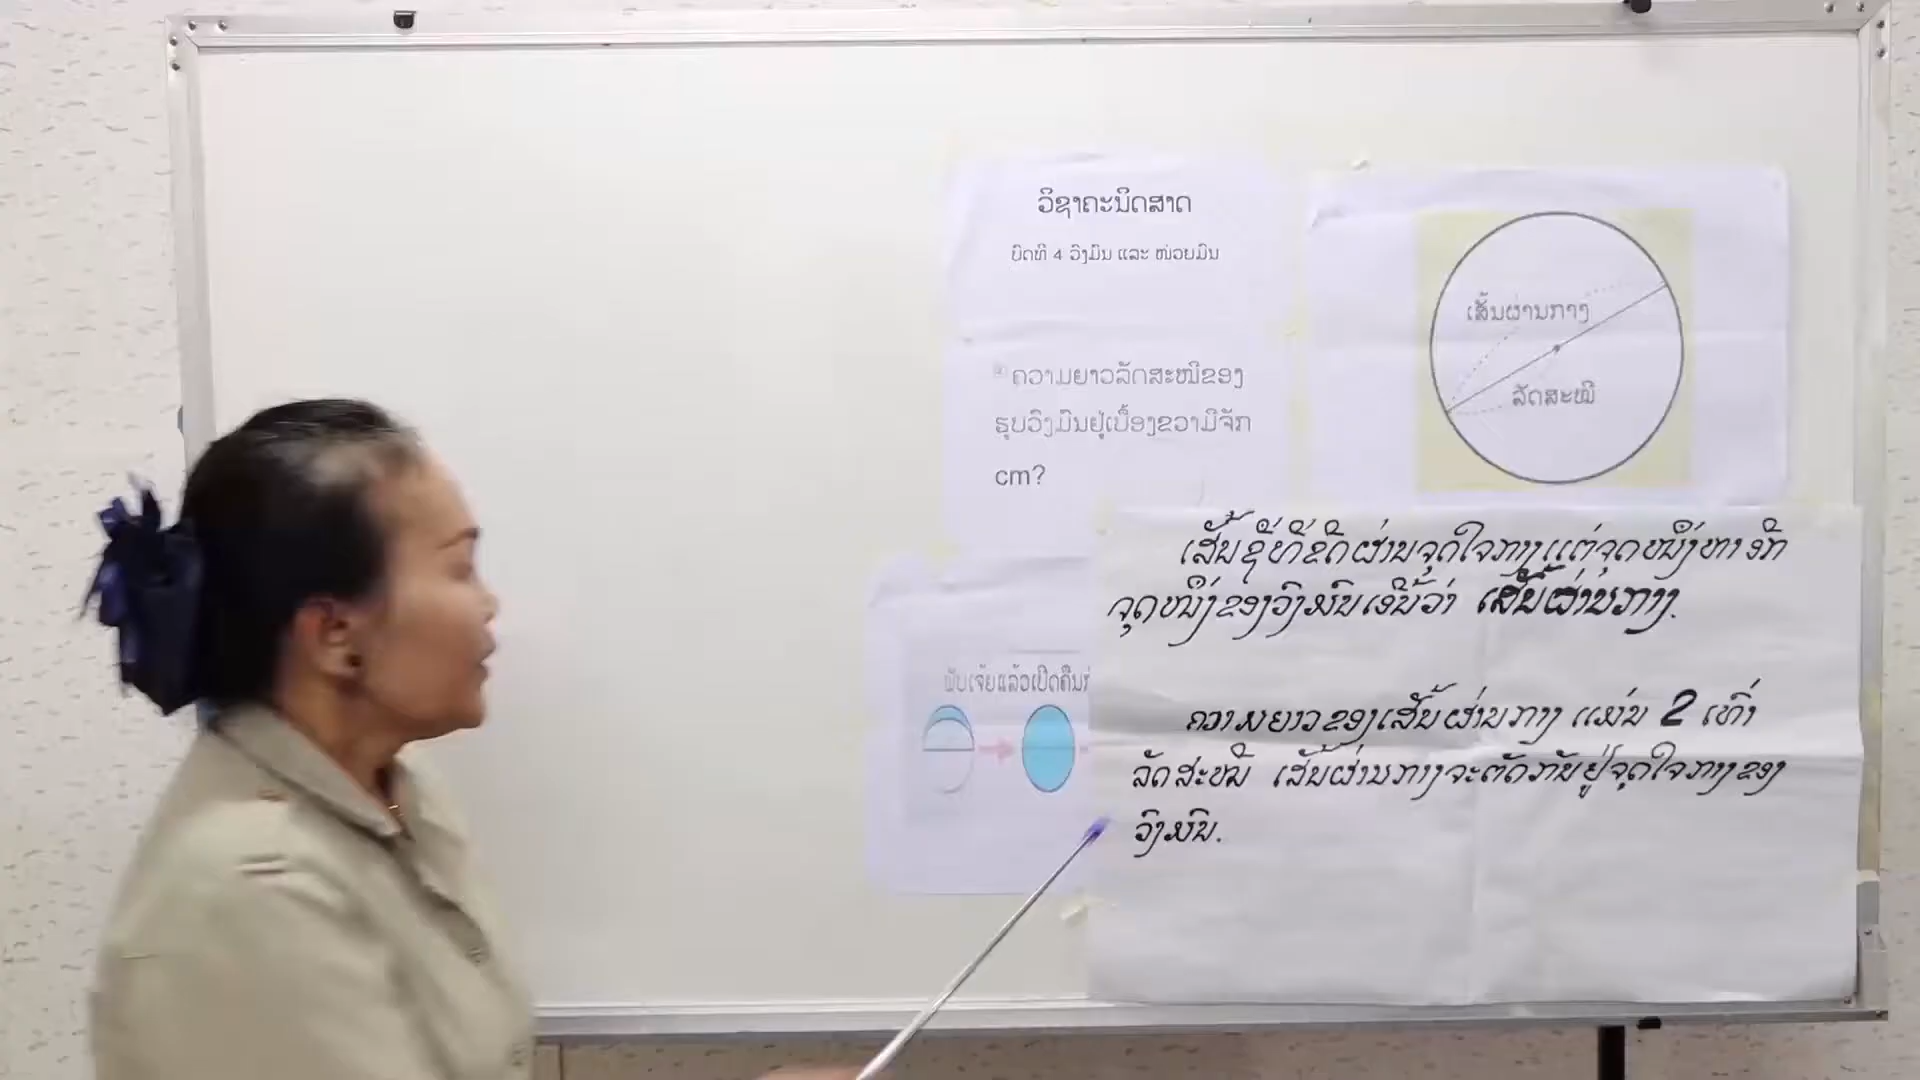 ວິຊາຄະນິດສາດ
ບົດທີ 4 ວົງມົນ ແລະ ໜ່ວຍມົນ
ຄວາມຍາວລັດສະໝີຂອງ
ຮູບວົງມົນຢູ່ເບື້ອງຂວາມີຈັກ
cm?
ເສັ້ນຜ່ານກາງ
ລັດສະໝີ
ເສັ້ນຊື່ທີ່ຂີດຜ່ານຈຸດໃຈກາງແຕ່ຈຸດໜຶ່ງຫາອີກ
ຈຸດໜຶ່ງຂອງວົງມົນເອີ້ນວ່າ ເສັ້ນຜ່ານກາງ.
ຄວາມຍາວຂອງເສັ້ນຜ່ານກາງ ແມ່ນ 2 ເທົ່າ
ລັດສະໝີ ເສັ້ນຜ່ານກາງຈະຕັດກັນຢູ່ຈຸດໃຈກາງຂອງ
ວົງມົນ.
ພັບເຈ້ຍແລ້ວເປີດຄືນ